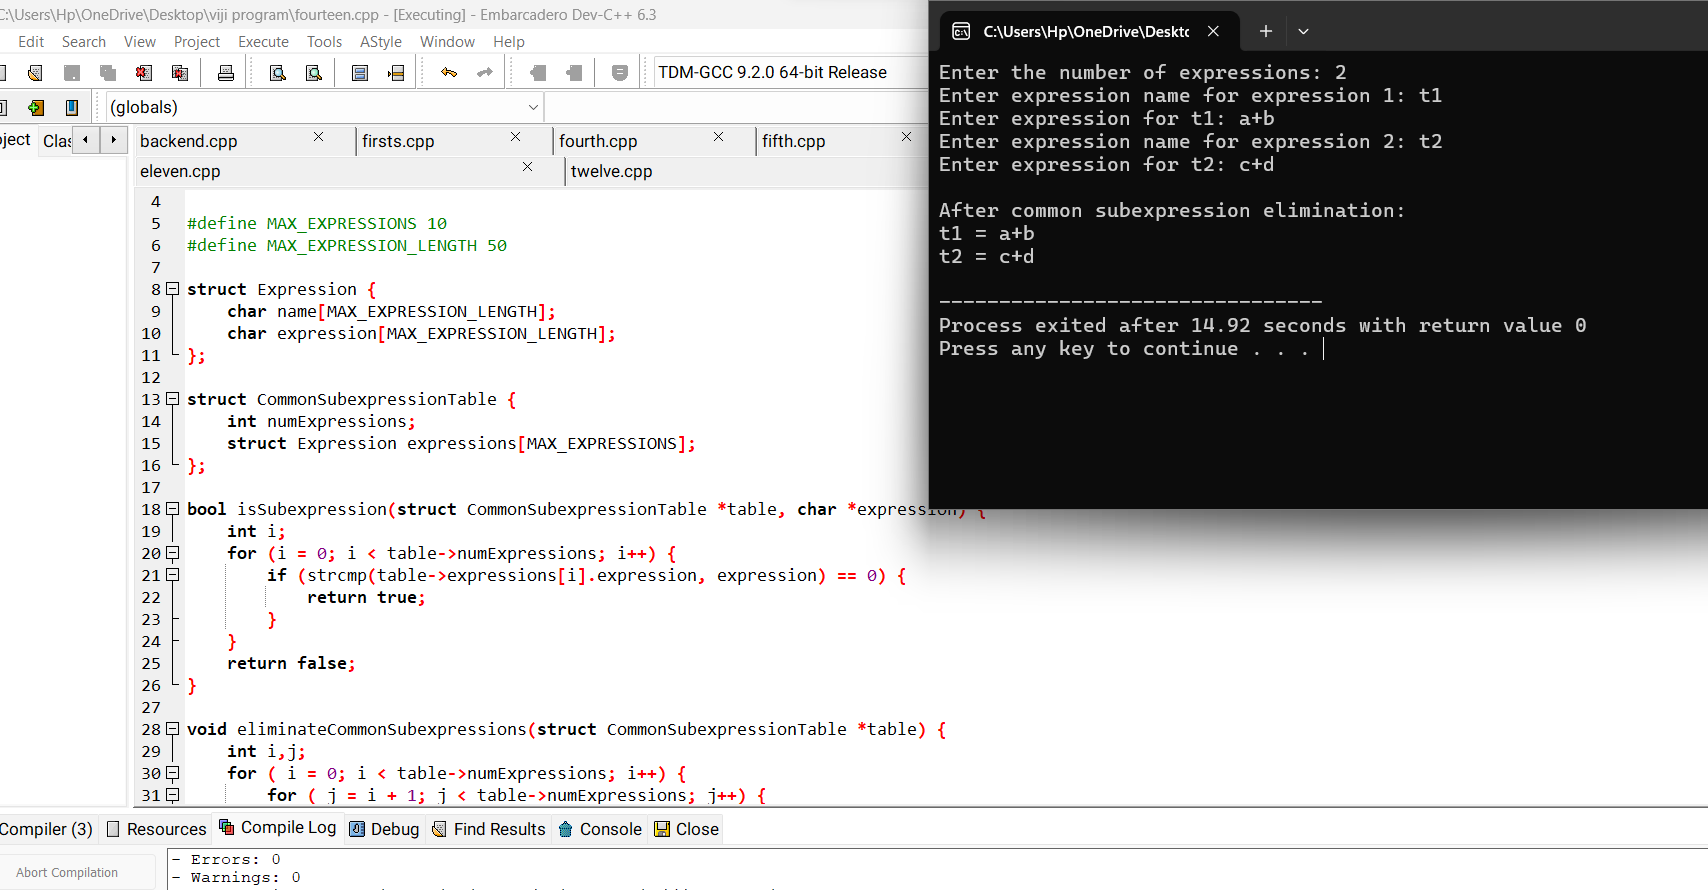 C:\Users\Hp\OneDrive\Desktop\viji program\fourteen.cpp - [Executing] - Embarcadero Dev-C++ 6.3
Edit Search View Project Execute Tools AStyle Window Help
TDM-GCC 9.2.0 64-bit Release
(globals)
backend.cpp firsts.cpp fourth.cpp fifth.cpp
eleven.cpp twelve.cpp
4
5 #define MAX_EXPRESSIONS 10
6 #define MAX_EXPRESSION_LENGTH 50
7
8 struct Expression {
9 char name[MAX_EXPRESSION_LENGTH];
10 char expression[MAX_EXPRESSION_LENGTH];
11 };
12
13 struct CommonSubexpressionTable {
14 int numExpressions;
15 struct Expression expressions[MAX_EXPRESSIONS];
16 };
17
18 bool isSubexpression(struct CommonSubexpressionTable *table, char *expression) {
19 int i;
20 for (i = 0; i < table->numExpressions; i++) {
21 if (strcmp(table->expressions[i].expression, expression) == 0) {
22 return true;
23 }
24 }
25 return false;
26 }
27
28 void eliminateCommonSubexpressions(struct CommonSubexpressionTable *table) {
29 int i,j;
30 for ( i = 0; i < table->numExpressions; i++) {
31 for ( j = i + 1; j < table->numExpressions; j++) {
Compiler (3) Resources Compile Log Debug Find Results Console Close
Abort Compilation
- Errors: 0
- Warnings: 0
C:\Users\Hp\OneDrive\Deskt
Enter the number of expressions: 2
Enter expression name for expression 1: t1
Enter expression for t1: a+b
Enter expression name for expression 2: t2
Enter expression for t2: c+d
After common subexpression elimination:
t1 = a+b
t2 = c+d
--------------------------------
Process exited after 14.92 seconds with return value 0
Press any key to continue . . .